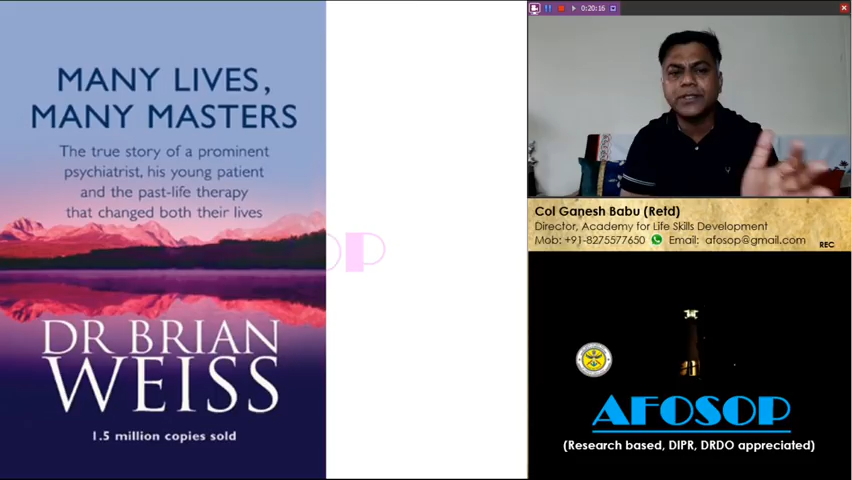 MANY LIVES,
MANY MASTERS
The true story of a prominent
psychiatrist, his young patient
and the past-life therapy
that changed both their lives
DR BRIAN
WEISS
1.5 million copies sold
OP
0:20:16
Col Ganesh Babu (Retd)
Director, Academy for Life Skills Development
Mob: +91-8275577650 Email: afosop@gmail.com
REC
AFOSOP
(Research based, DIPR, DRDO appreciated)